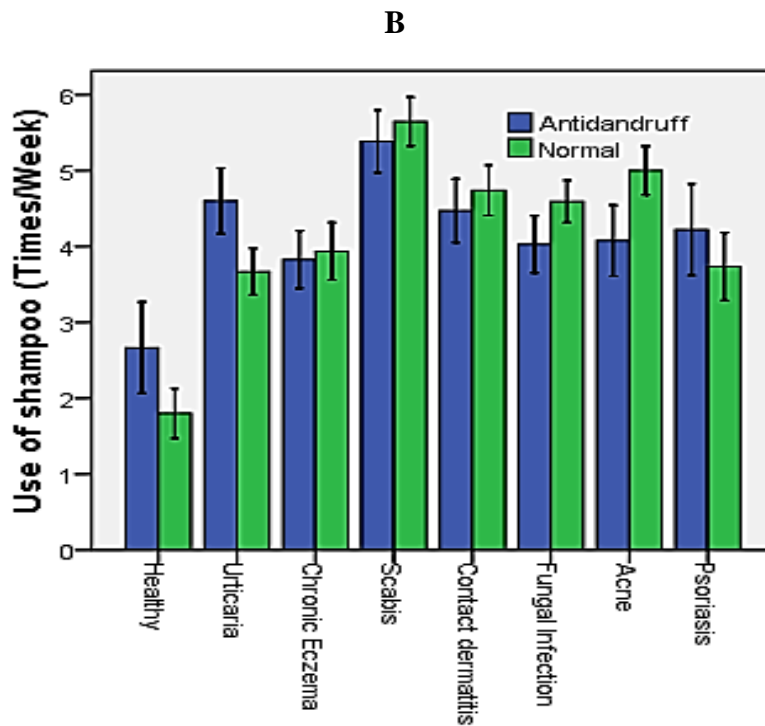 B
Use of shampoo (Times/Week)
6
5
4
3
2
1
0
Antidandruff
Normal
Healthy
Urticaria
Chronic Eczema
Scabis
Contact dermatitis
Fungal Infection
Acne
Psoriasis